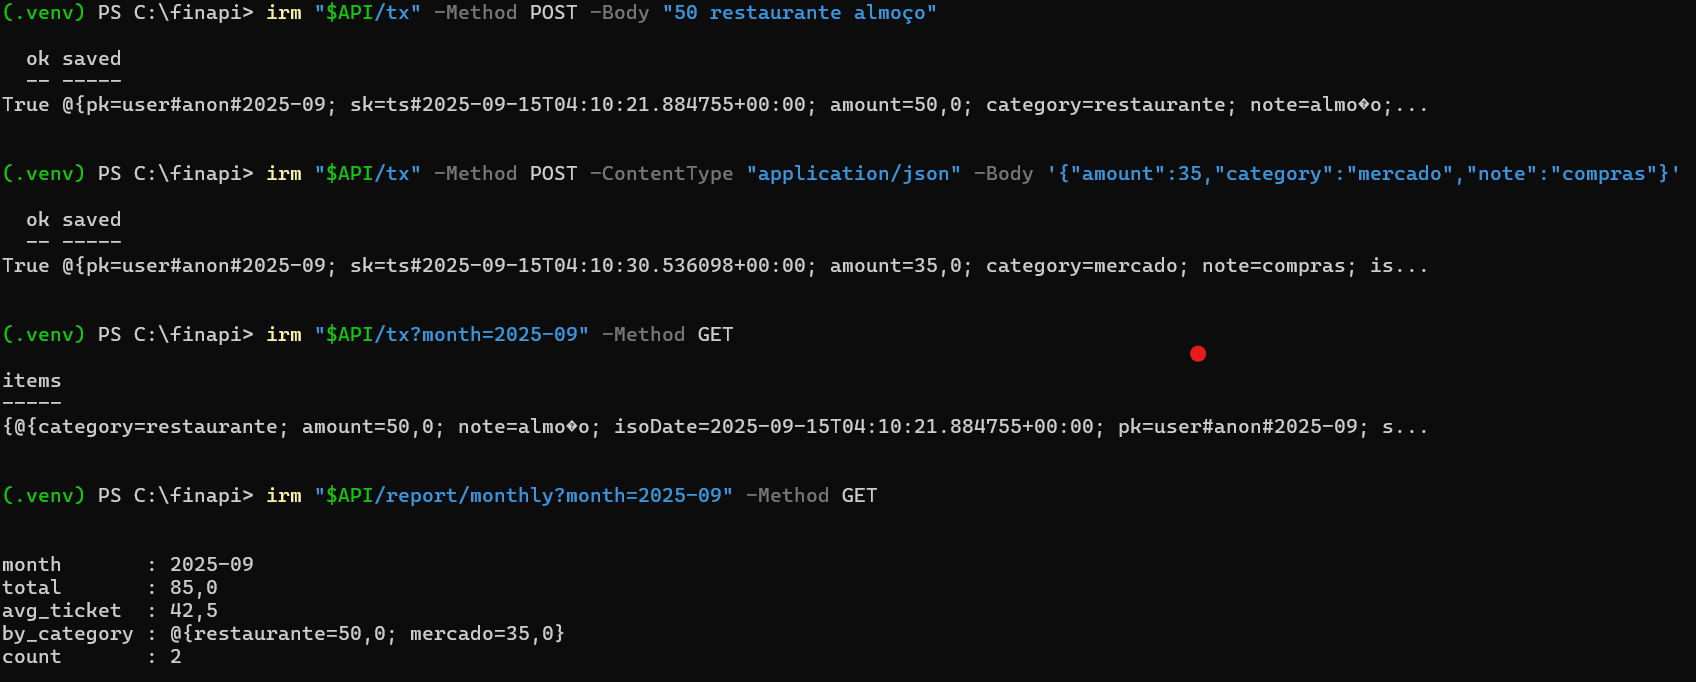 (.venv) PS C:\finapi> irm "$API/tx" -Method POST -Body "50 restaurante almoço"
ok saved
-- -----
True @{pk=user#anon#2025-09; sk=ts#2025-09-15T04:10:21.884755+00:00; amount=50,0; category=restaurante; note=almo�o;...
(.venv) PS C:\finapi> irm "$API/tx" -Method POST -ContentType "application/json" -Body '{"amount":35,"category":"mercado","note":"compras"}'
ok saved
-- -----
True @{pk=user#anon#2025-09; sk=ts#2025-09-15T04:10:30.536098+00:00; amount=35,0; category=mercado; note=compras; is...
(.venv) PS C:\finapi> irm "$API/tx?month=2025-09" -Method GET
items
-----
{@{category=restaurante; amount=50,0; note=almo�o; isoDate=2025-09-15T04:10:21.884755+00:00; pk=user#anon#2025-09; s...
(.venv) PS C:\finapi> irm "$API/report/monthly?month=2025-09" -Method GET
month : 2025-09
total : 85,0
avg_ticket : 42,5
by_category : @{restaurante=50,0; mercado=35,0}
count : 2